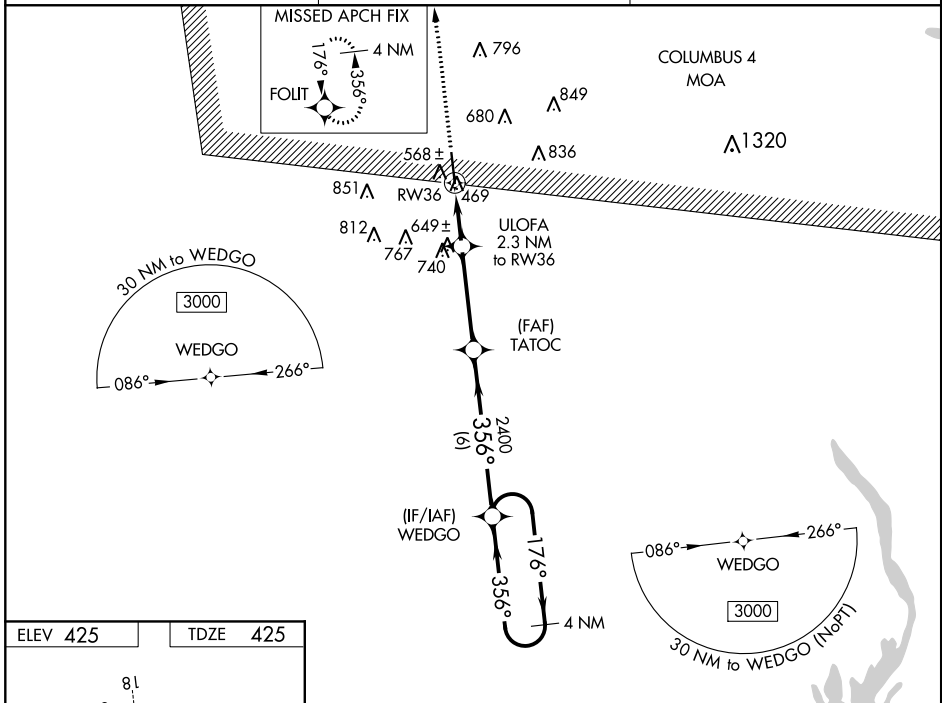 MISSED APCH FIX
4 NM
176°
356°
FOLIT
796
COLUMBUS 4
MOA
849
680
836
1320
568 ±
851
RW36
469
812
767
649 ±
740
ULOFA
2.3 NM
to RW36
30 NM to WEDGO
3000
WEDGO
086°
266°
(FAF)
TATOC
2400
356°
(6)
(IF/IAF)
WEDGO
176°
356°
4 NM
086°
266°
WEDGO
3000
30 NM to WEDGO (NoPT)
ELEV 425
TDZE 425
18